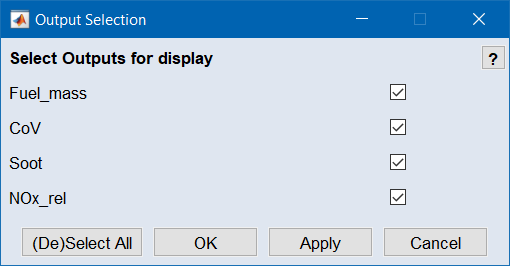 Output Selection
Select Outputs for display ?
Fuel_mass
CoV
Soot
NOx_rel
(De)Select All OK Apply Cancel